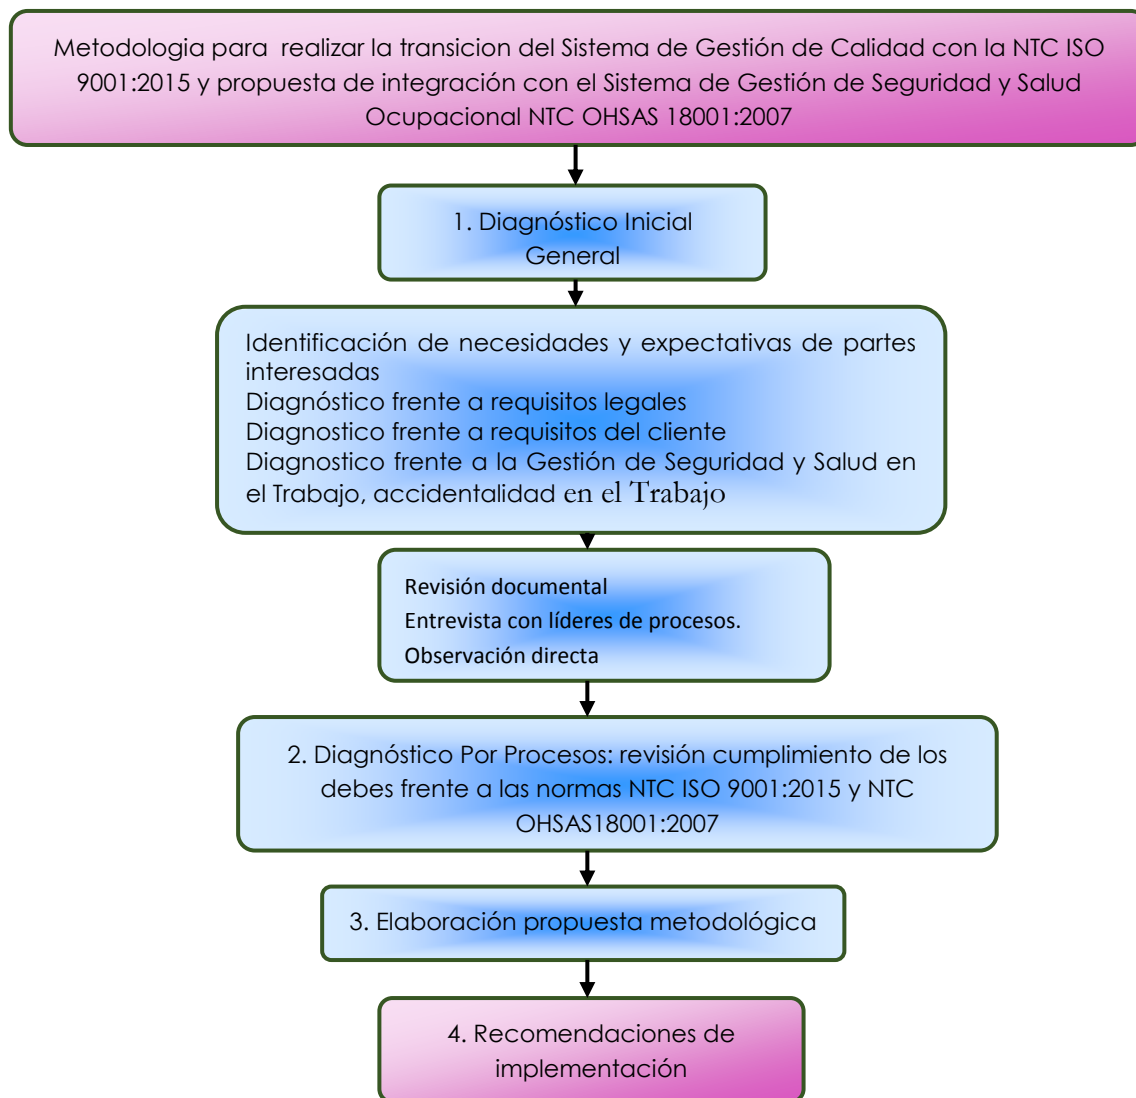 Metodologia para realizar la transicion del Sistema de Gestión de Calidad con la NTC ISO
9001:2015 y propuesta de integración con el Sistema de Gestión de Seguridad y Salud
Ocupacional NTC OHSAS 18001:2007
1. Diagnóstico Inicial
General
Identificación de necesidades y expectativas de partes
interesadas
Diagnóstico frente a requisitos legales
Diagnostico frente a requisitos del cliente
Diagnostico frente a la Gestión de Seguridad y Salud en
el Trabajo, accidentalidad en el Trabajo
Revisión documental
Entrevista con líderes de procesos.
Observación directa
2. Diagnóstico Por Procesos: revisión cumplimiento de los
debes frente a las normas NTC ISO 9001:2015 y NTC
OHSAS18001:2007
3. Elaboración propuesta metodológica
4. Recomendaciones de
implementación